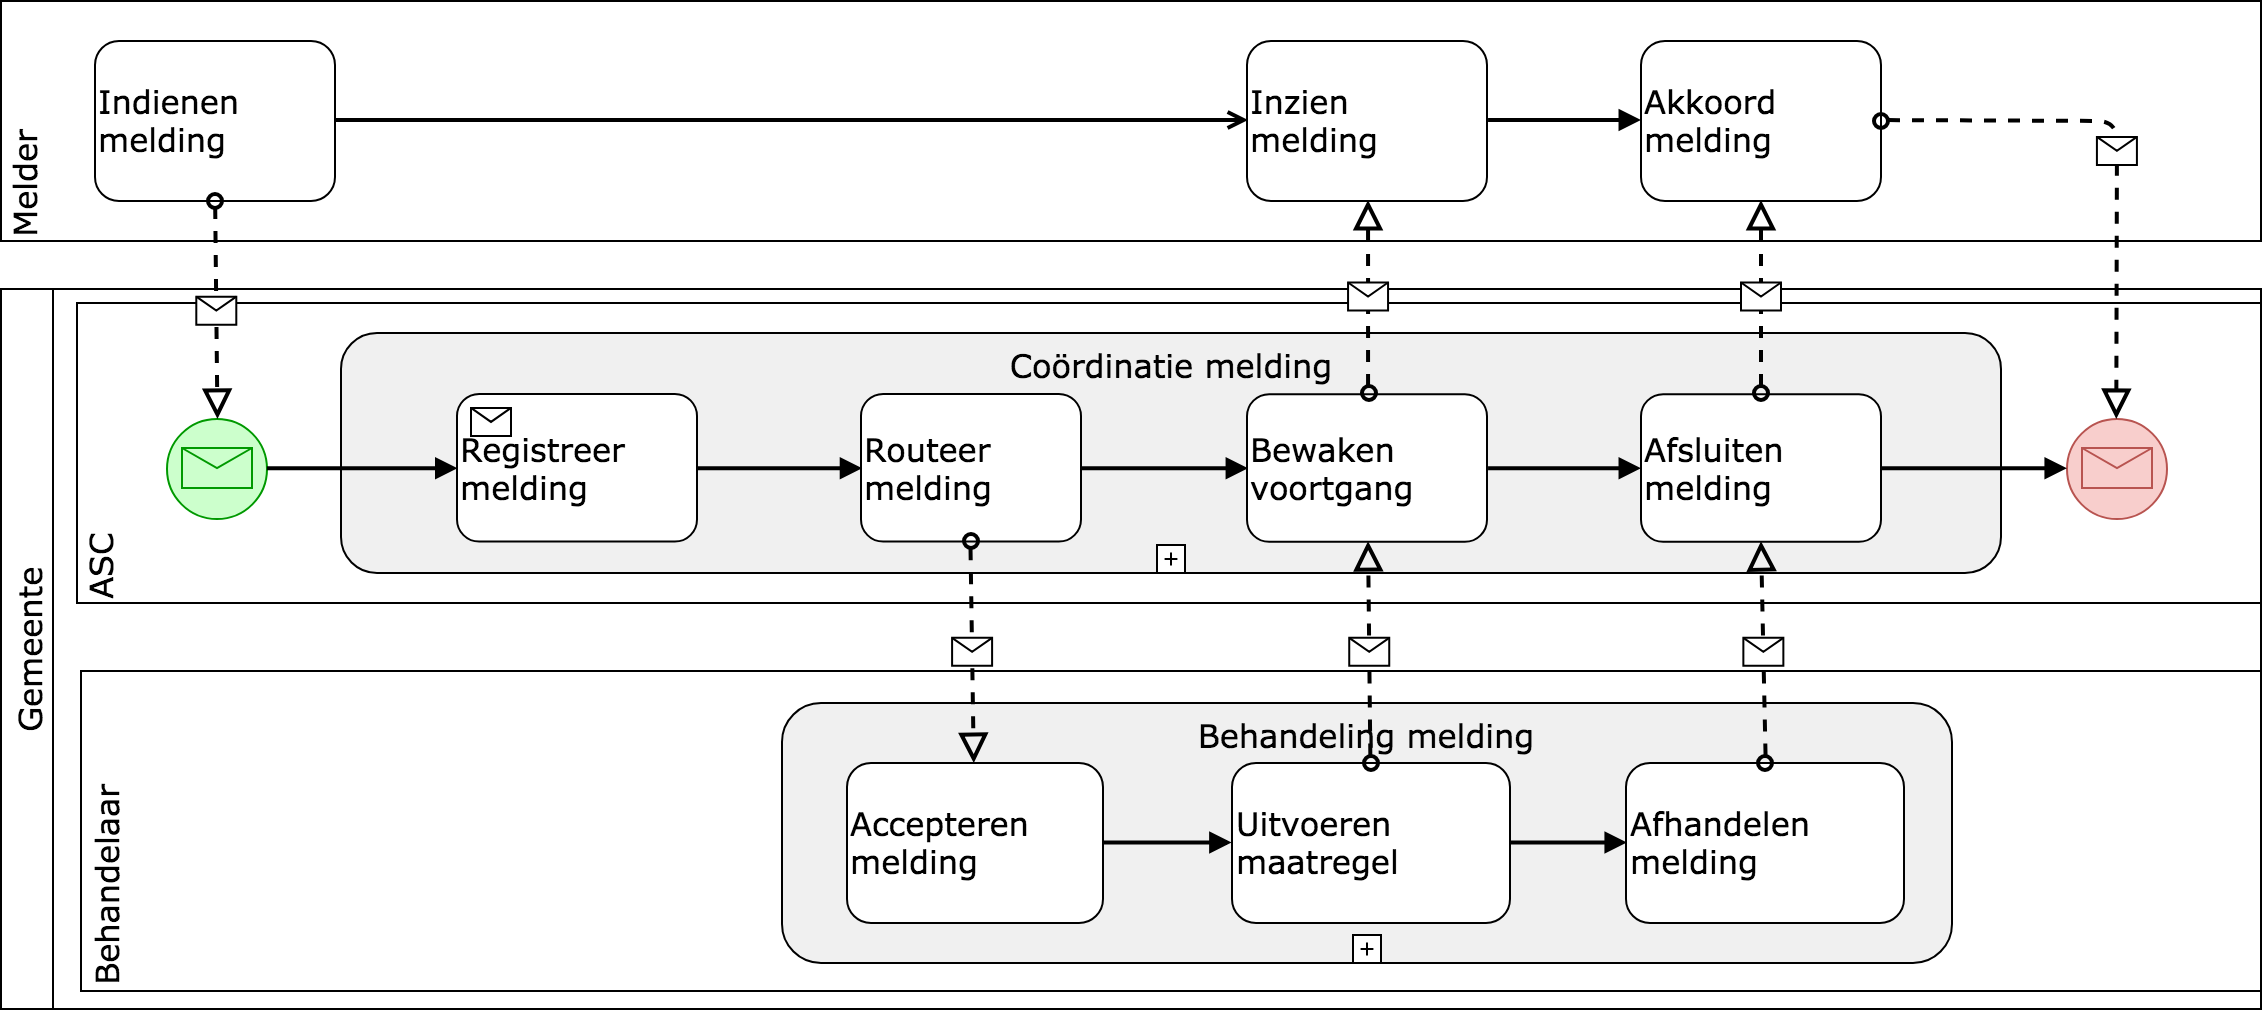 Melder
Indienen
melding
Inzien
melding
Akkoord
melding
Gemeente
ASC
Coördinatie melding
Registreer
melding
Routeer
melding
Bewaken
voortgang
Afsluiten
melding
Behandelaar
Behandeling melding
Accepteren
melding
Uitvoeren
maatregel
Afhandelen
melding